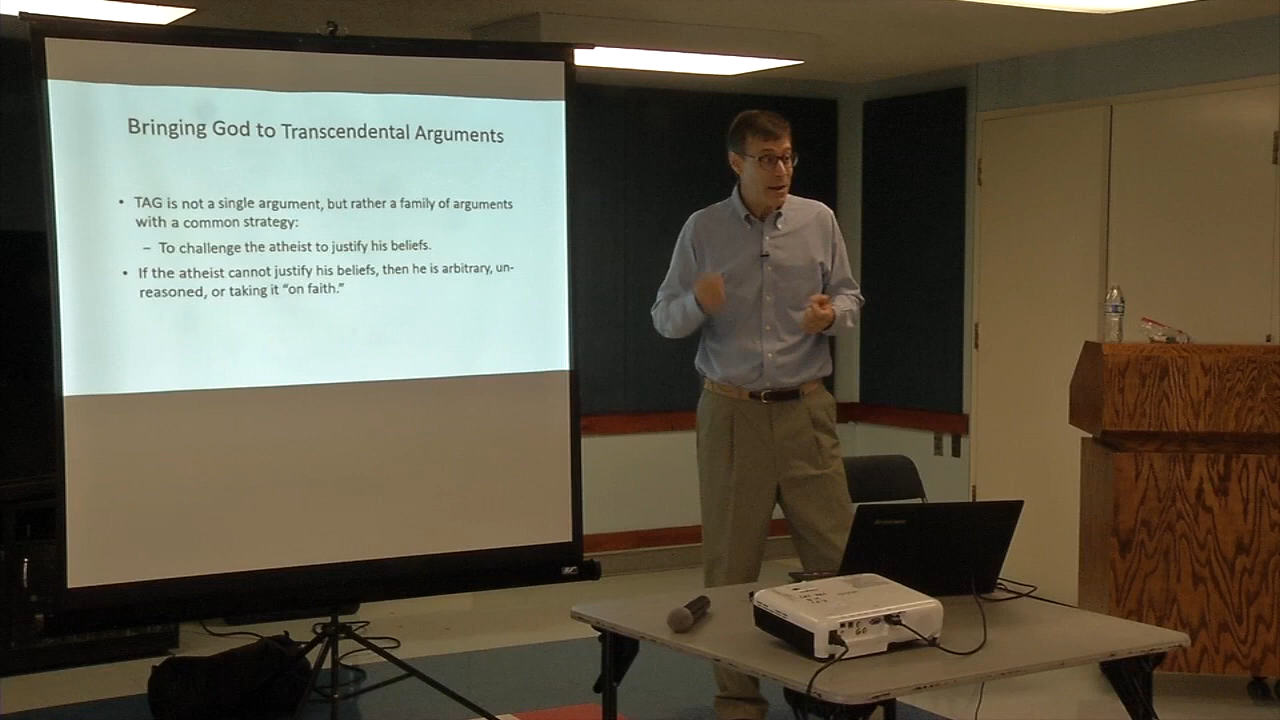 Bringing God to Transcendental Arguments
• TAG is not a single argument, but rather a family of arguments
with a common strategy:
– To challenge the atheist to justify his beliefs.
• If the atheist cannot justify his beliefs, then he is arbitrary, un-
reasoned, or taking it “on faith.”
lenovo